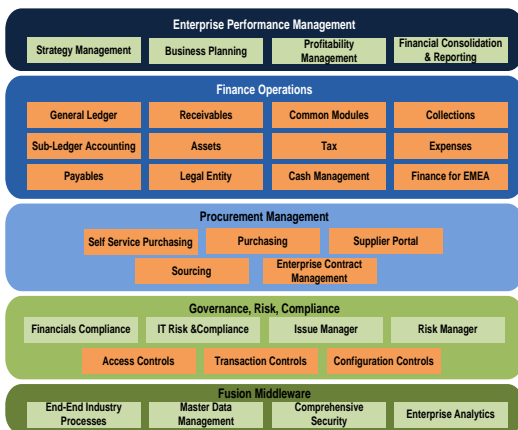 Enterprise Performance Management
Strategy Management
Business Planning
Profitability
Management
Financial Consolidation
& Reporting
Finance Operations
General Ledger
Receivables
Common Modules
Collections
Sub-Ledger Accounting
Assets
Tax
Expenses
Payables
Legal Entity
Cash Management
Finance for EMEA
Procurement Management
Self Service Purchasing
Purchasing
Supplier Portal
Sourcing
Enterprise Contract
Management
Governance, Risk, Compliance
Financials Compliance
IT Risk &Compliance
Issue Manager
Risk Manager
Access Controls
Transaction Controls
Configuration Controls
Fusion Middleware
End-End Industry
Processes
Master Data
Management
Comprehensive
Security
Enterprise Analytics